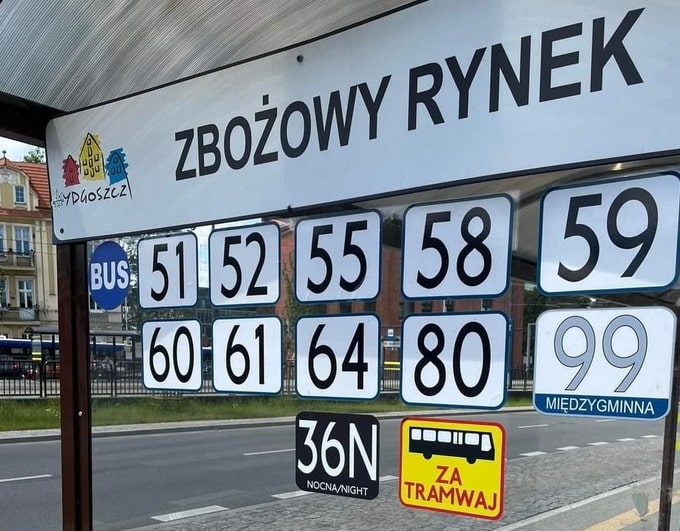 ZBOŻOWY RYNEK
BYDGOSZCZ
BUS 51 52 55 58 59
60 61 64 80 99
MIĘDZYGMINNA
36N
NOCNA/NIGHT
ZA
TRAMWAJ